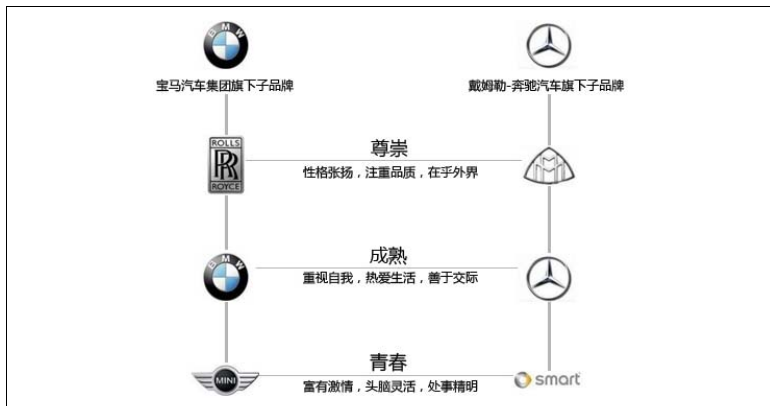 BMW
宝马汽车集团旗下子品牌
戴姆勒-奔驰汽车旗下子品牌
ROLLS
RR
ROYCE
尊崇
性格张扬，注重品质，在乎外界
M
BMW
成熟
重视自我，热爱生活，善于交际
MINI
青春
富有激情，头脑灵活，处事精明
smart